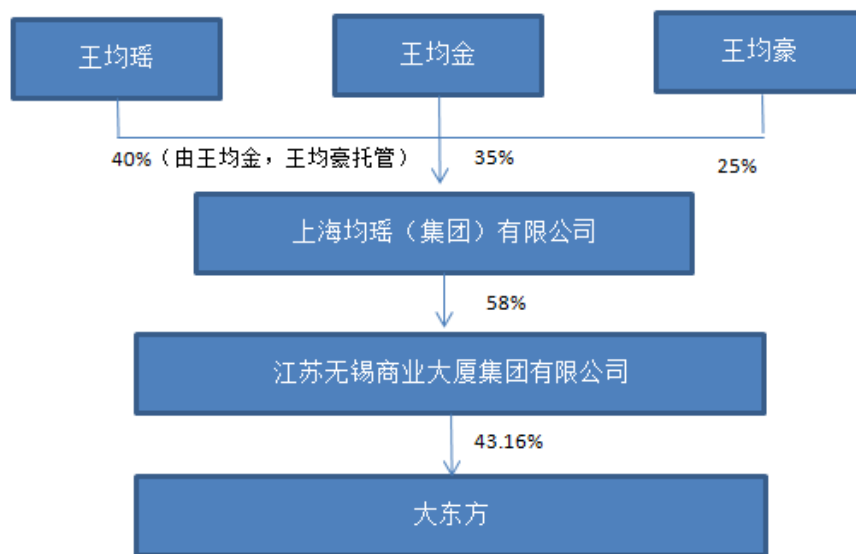 王均瑶
王均金
王均豪
40%（由王均金，王均豪托管）
35%
25%
上海均瑶（集团）有限公司
58%
江苏无锡商业大厦集团有限公司
43.16%
大东方